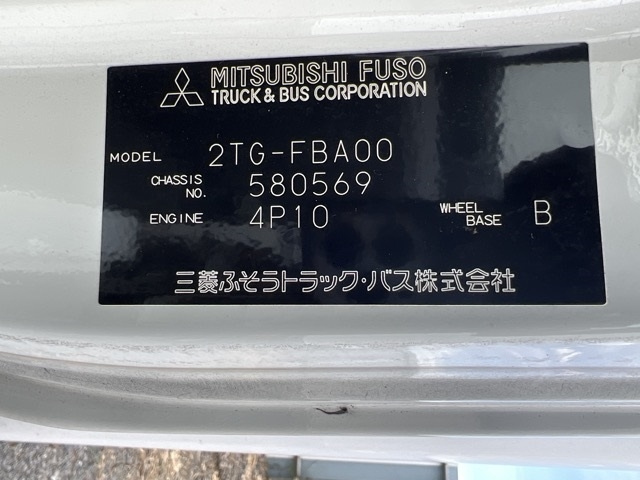 MITSUBISHI FUSO
TRUCK & BUS CORPORATION
MODEL 2TG-FBA00
CHASSIS NO. 580569
ENGINE 4P10 WHEEL BASE B
三菱ふそうトラック・バス株式会社